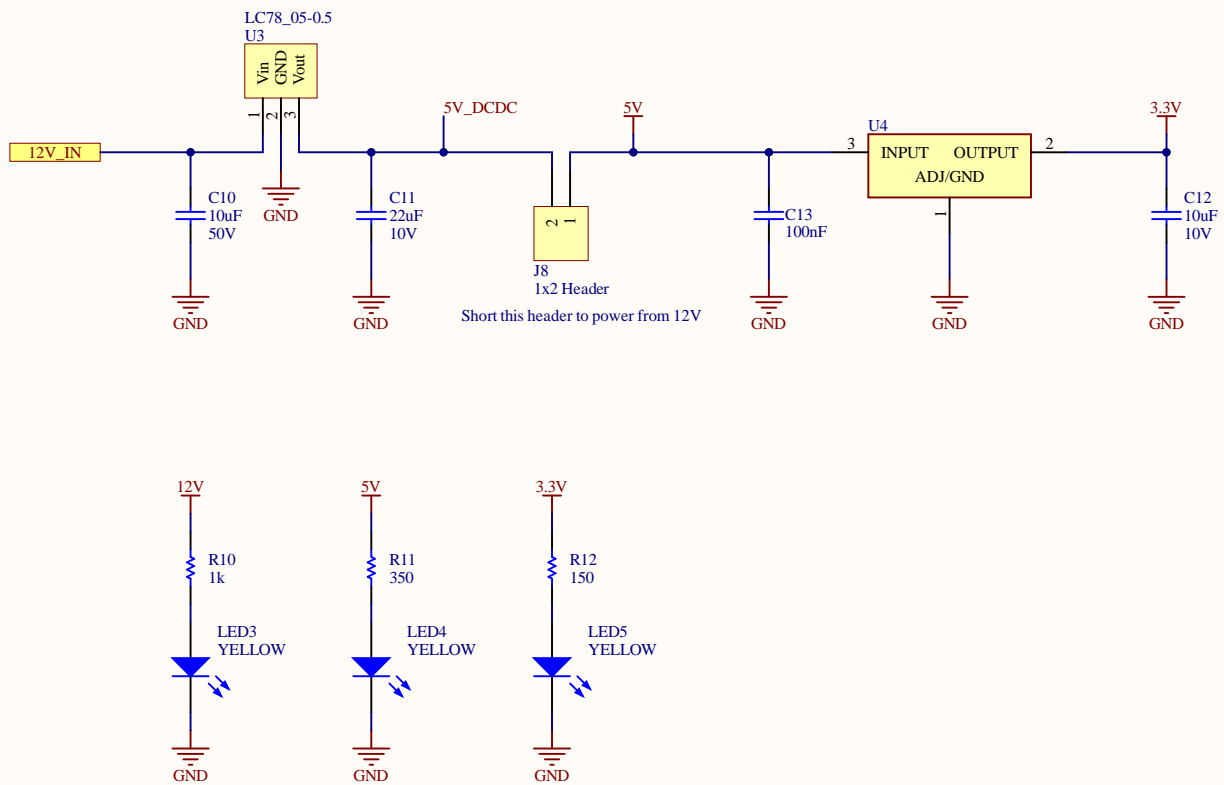 LC78_05-0.5
U3
Vin
GND
Vout
1
2
3
12V_IN
GND
C10
10uF
50V
GND
C11
22uF
10V
GND
5V_DCDC
2
1
J8
1x2 Header
Short this header to power from 12V
5V
C13
100nF
GND
U4
3
INPUT
OUTPUT
2
ADJ/GND
1
GND
3.3V
C12
10uF
10V
GND
12V
R10
1k
LED3
YELLOW
GND
5V
R11
350
LED4
YELLOW
GND
3.3V
R12
150
LED5
YELLOW
GND